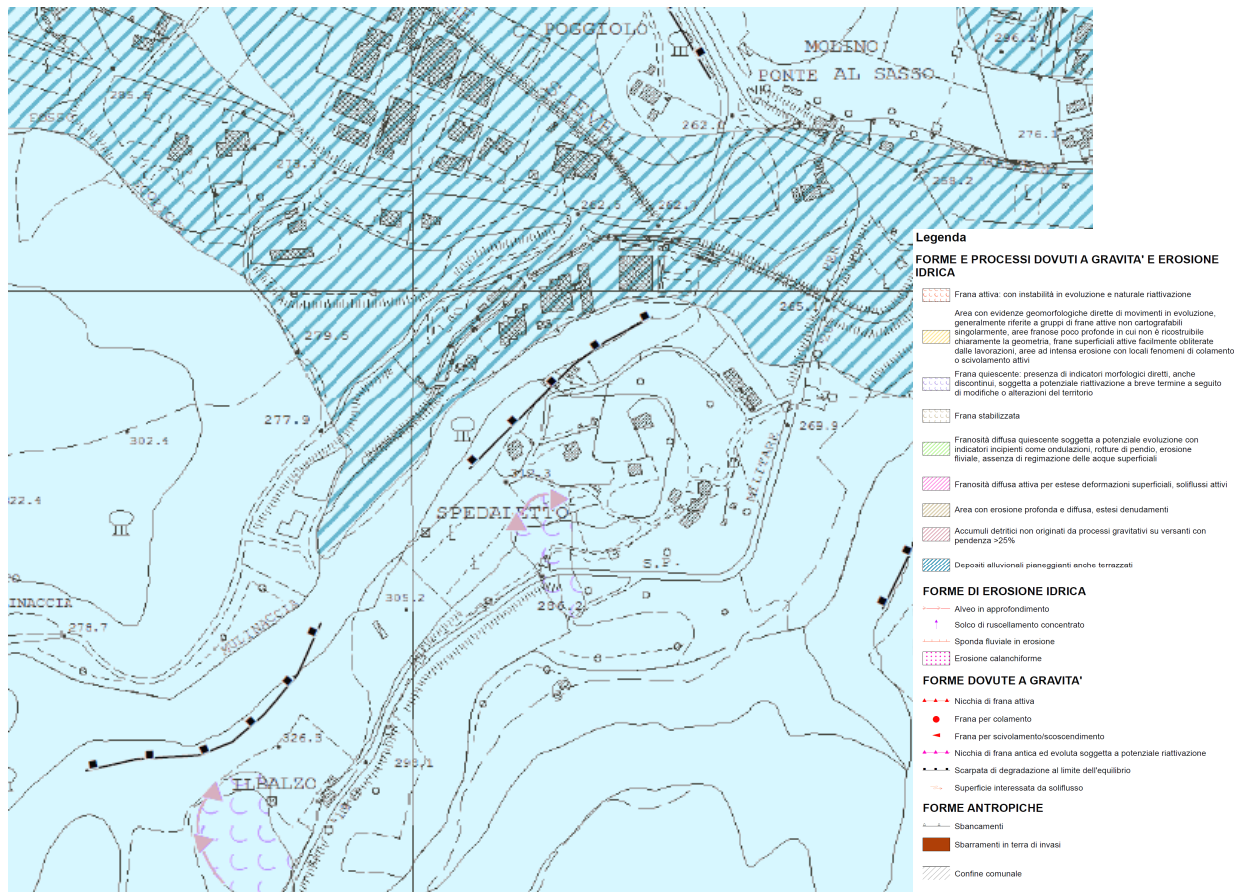 C. POGGIOLO
MOLINO
PONTE AL SASSO
296.2
285.5
262.1
276.1
273.3
258.2
262.5
262.7
265.
279.5
277.9
302.4
269.9
312.3
322.4
MILITARE
SPEDALETTO
S.P.
305.2
296.2
MOLINACCIA
278.7
326.3
298.1
IL BALZO
Legenda
FORME E PROCESSI DOVUTI A GRAVITA' E EROSIONE
IDRICA
Frana attiva: con instabilità in evoluzione e naturale riattivazione
Area con evidenze geomorfologiche dirette di movimenti in evoluzione,
generalmente riferite a gruppi di frane attive non cartografabili
singolarmente, aree franose poco profonde in cui non è ricostruibile
chiaramente la geometria, frane superficiali attive facilmente obliterate
dalle lavorazioni, aree ad intensa erosione con locali fenomeni di colamento
o scivolamento attivi
Frana quiescente: presenza di indicatori morfologici diretti, anche
discontinui, soggetta a potenziale riattivazione a breve termine a seguito
di modifiche o alterazioni del territorio
Frana stabilizzata
Franosità diffusa quiescente soggetta a potenziale evoluzione con
indicatori incipienti come ondulazioni, rotture di pendio, erosione
fluviale, assenza di regimazione delle acque superficiali
Franosità diffusa attiva per estese deformazioni superficiali, soliflussi attivi
Area con erosione profonda e diffusa, estesi denudamenti
Accumuli detritici non originati da processi gravitativi su versanti con
pendenza >25%
Depositi alluvionali pianeggianti anche terrazzati
FORME DI EROSIONE IDRICA
Alveo in approfondimento
Solco di ruscellamento concentrato
Sponda fluviale in erosione
Erosione calanchiforme
FORME DOVUTE A GRAVITA'
Nicchia di frana attiva
Frana per colamento
Frana per scivolamento/scoscendimento
Nicchia di frana antica ed evoluta soggetta a potenziale riattivazione
Scarpata di degradazione al limite dell'equilibrio
Superficie interessata da soliflusso
FORME ANTROPICHE
Sbancamenti
Sbarramenti in terra di invasi
Confine comunale